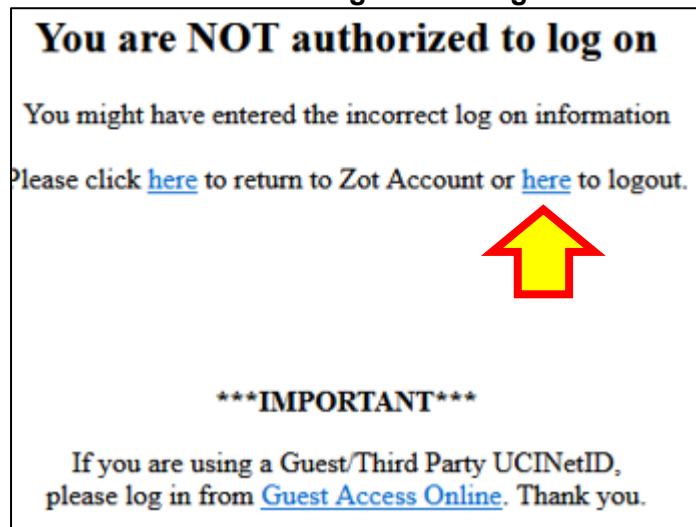 You are NOT authorized to log on
You might have entered the incorrect log on information
Please click here to return to Zot Account or here to logout.
***IMPORTANT***
If you are using a Guest/Third Party UCINetID,
please log in from Guest Access Online. Thank you.